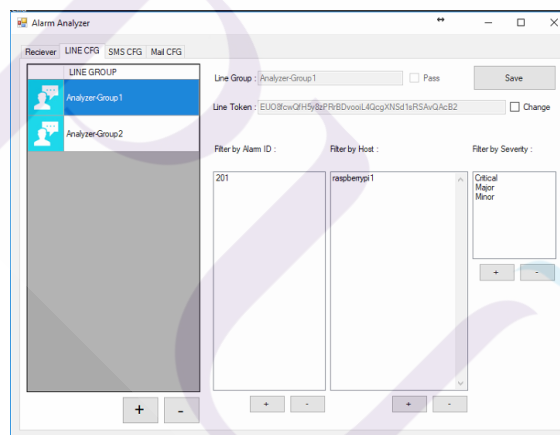 Alarm Analyzer
Reciever LINE CFG SMS CFG Mail CFG
LINE GROUP
Analyzer-Group1
Analyzer-Group2
+ -
Line Group : Analyzer-Group1 Pass Save
Line Token : Change
Filter by Alarm ID : Filter by Host : Filter by Severity :
201
raspberrypi1
Critical
Major
Minor
+ -
+ -
+ -